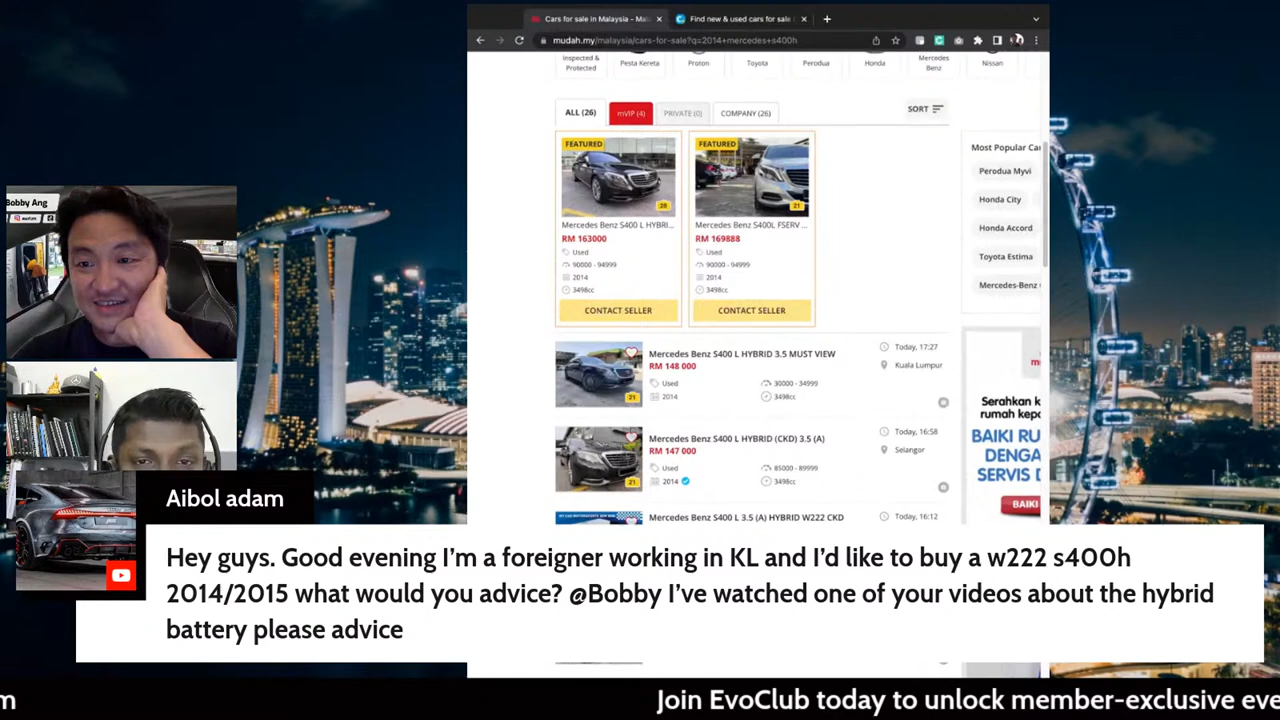 Cars for sale in Malaysia - Mal
Find new & used cars for sale i
mudah.my/malaysia/cars-for-sale?q=2014+mercedes+s400h
Inspected &
Protected
Pesta Kereta
Proton
Toyota
Perodua
Honda
Mercedes
Benz
Nissan
ALL (26)
mVIP (4)
PRIVATE (0)
COMPANY (26)
SORT
FEATURED
28
Mercedes Benz S400 L HYBRI...
RM 163000
Used
90000 - 94999
2014
3498cc
CONTACT SELLER
FEATURED
21
Mercedes Benz S400L FSERV ...
RM 169888
Used
90000 - 94999
2014
3498cc
CONTACT SELLER
Most Popular Car
Perodua Myvi
Honda City
Honda Accord
Toyota Estima
Mercedes-Benz
21
Mercedes Benz S400 L HYBRID 3.5 MUST VIEW
RM 148 000
Used
30000 - 34999
2014
3498cc
Today, 17:27
Kuala Lumpur
21
Mercedes Benz S400 L HYBRID (CKD) 3.5 (A)
RM 147 000
Used
85000 - 89999
2014
3498cc
Today, 16:58
Selangor
Mercedes Benz S400 L 3.5 (A) HYBRID W222 CKD
Today, 16:12
Serahkan k
rumah kepa
BAIKI RU
DENGA
SERVIS D
BAIKI
Bobby Ang
Aibol adam
Hey guys. Good evening I'm a foreigner working in KL and I'd like to buy a w222 s400h
2014/2015 what would you advice? @Bobby I've watched one of your videos about the hybrid
battery please advice
m
Join EvoClub today to unlock member-exclusive eve